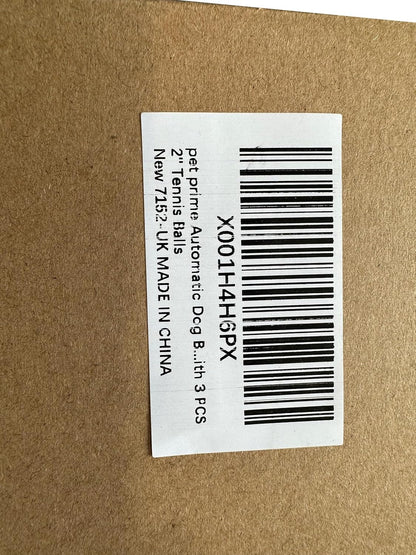 X001H4H6PX
pet prime Automatic Dog B...ith 3 PCS
2" Tennis Balls
New 7152-UK MADE IN CHINA